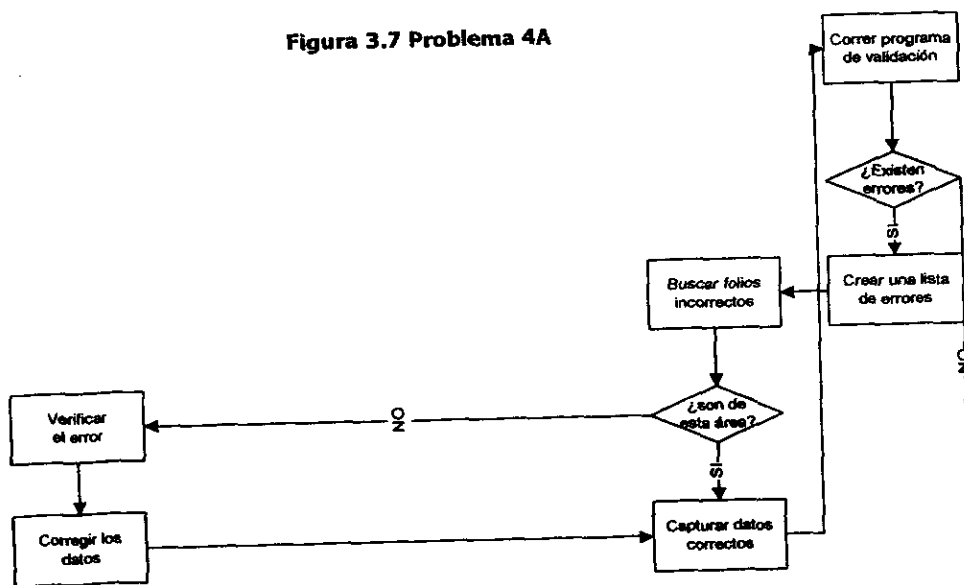 Figura 3.7 Problema 4A
Correr programa
de validación
¿Existen
errores?
SI
Crear una lista
de errores
NO
Buscar folios
incorrectos
¿son de
esta área?
NO
SI
Verificar
el error
Corregir los
datos
Capturar datos
correctos